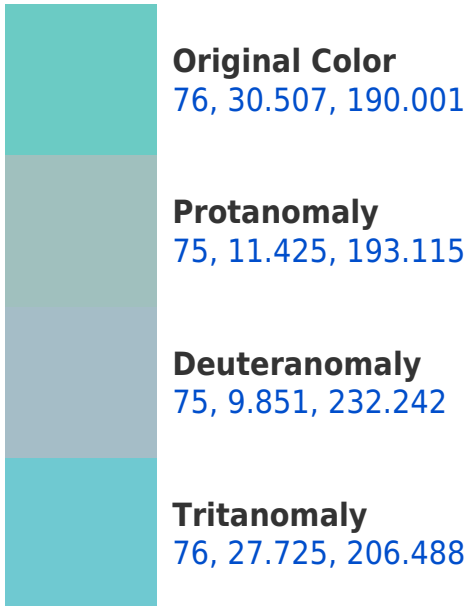 Original Color
76, 30.507, 190.001
Protanomaly
75, 11.425, 193.115
Deuteranomaly
75, 9.851, 232.242
Tritanomaly
76, 27.725, 206.488